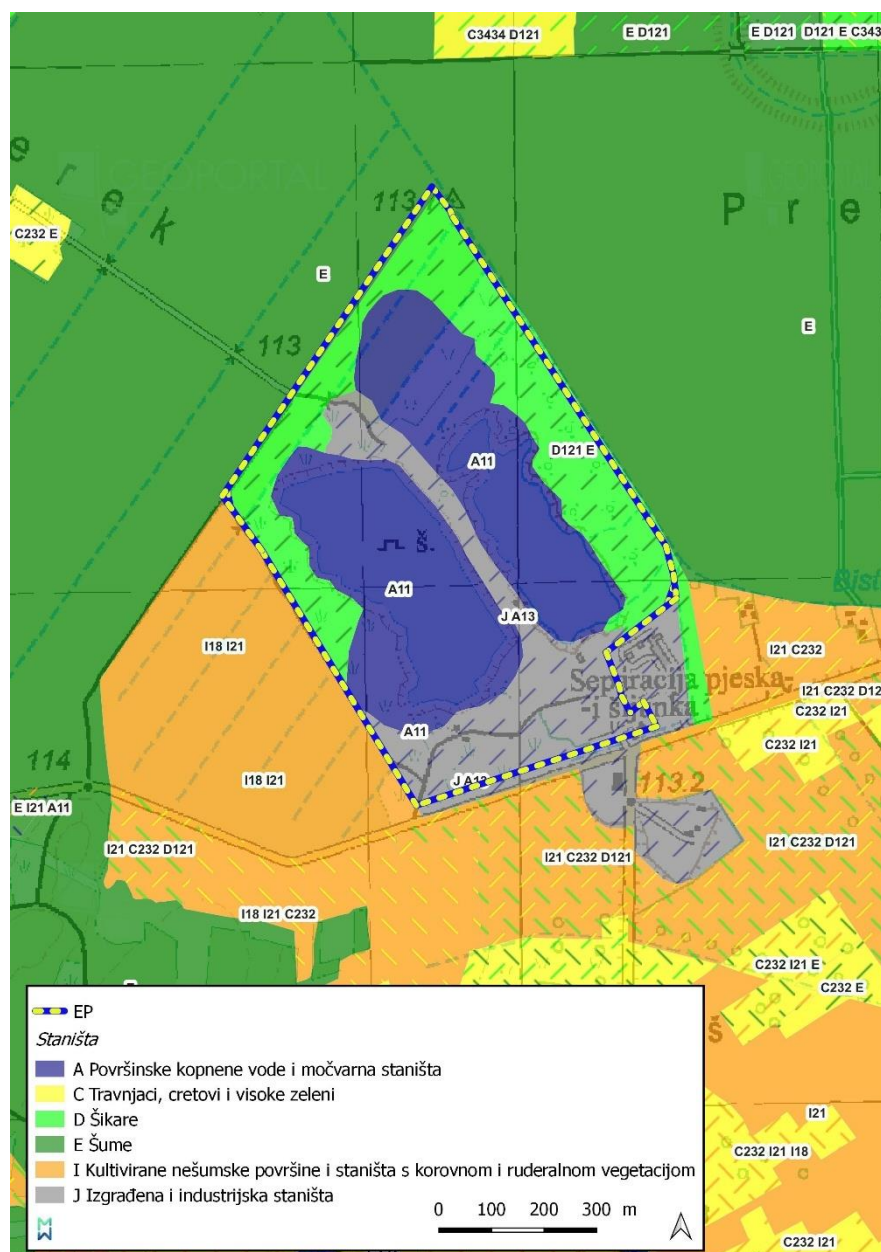 C3434 D121
E D121
D121 E C343
e r e k
GEOPORTAL
113
P r e
C232 E
E
E
113
A11
D121 E
A11
J A13
I18 I21
Bist
I21 C232
Separacija pjeska
i šljunka
I21 C232 D12
C232 I21
C232 I21
A11
114
I18 I21
J A13
113.2
E I21 A11
I21 C232 D121
I21 C232 D121
I21 C232 D121
I18 I21 C232
C232 I21 E
C232 E
š
EP
Staništa
A Površinske kopnene vode i močvarna staništa
C Travnjaci, cretovi i visoke zeleni
D Šikare
E Šume
I Kultivirane nešumske površine i staništa s korovnom i ruderalnom vegetacijom
J Izgrađena i industrijska staništa
0 100 200 300 m
I21
C232 I21 I18
C232 I21